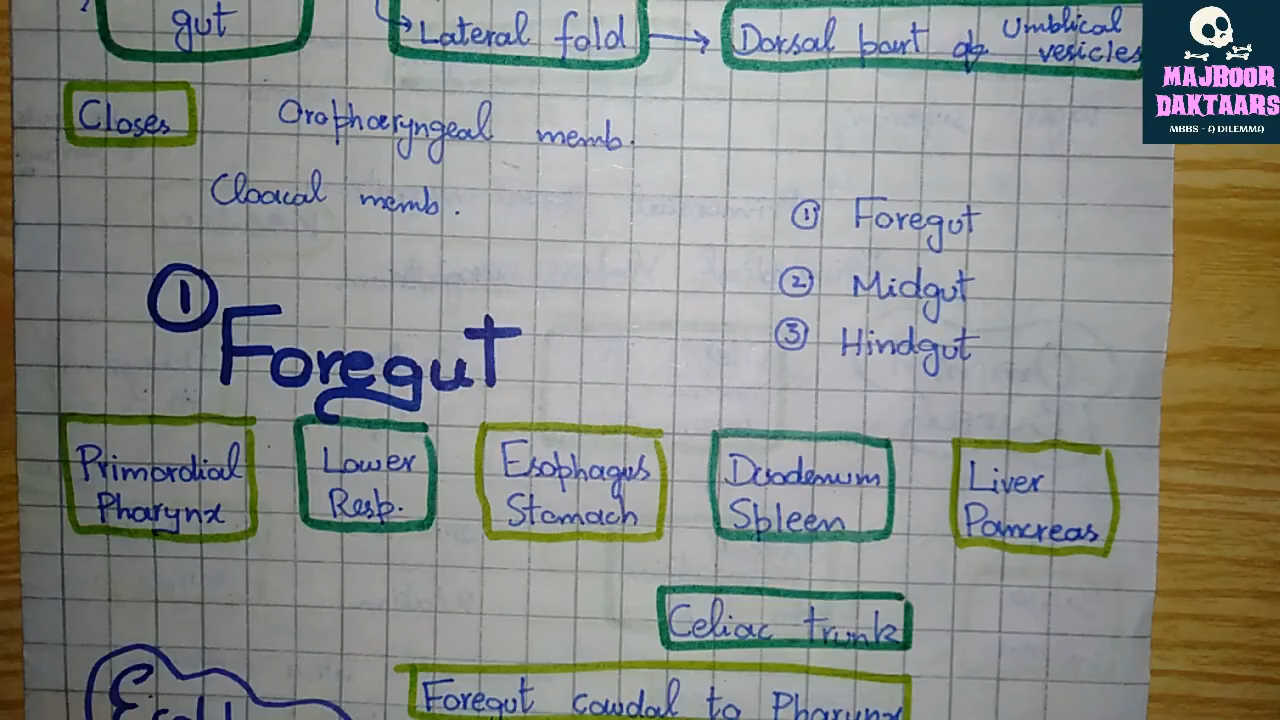 gut
Lateral fold
Dorsal part of Umblical
vesicles
MAJBOOR
DAKTAARS
MBBS - A DILEMMA
Closes
Oropharyngeal memb.
Cloacal memb.
① Foregut
② Midgut
③ Hindgut
① Foregut
Primordial
Pharynx
Lower
Resp.
Esophagus
Stomach
Duodenum
Spleen
Liver
Pancreas
Celiac trunk
Foregut caudal to Pharynx